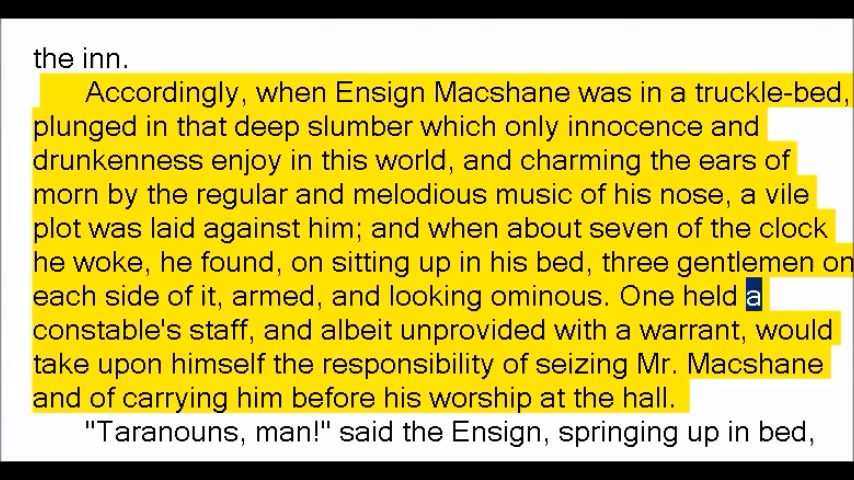 the inn.
Accordingly, when Ensign Macshane was in a truckle-bed,
plunged in that deep slumber which only innocence and
drunkenness enjoy in this world, and charming the ears of
morn by the regular and melodious music of his nose, a vile
plot was laid against him; and when about seven of the clock
he woke, he found, on sitting up in his bed, three gentlemen on
each side of it, armed, and looking ominous. One held a
constable's staff, and albeit unprovided with a warrant, would
take upon himself the responsibility of seizing Mr. Macshane
and of carrying him before his worship at the hall.
"Taranouns, man!" said the Ensign, springing up in bed,